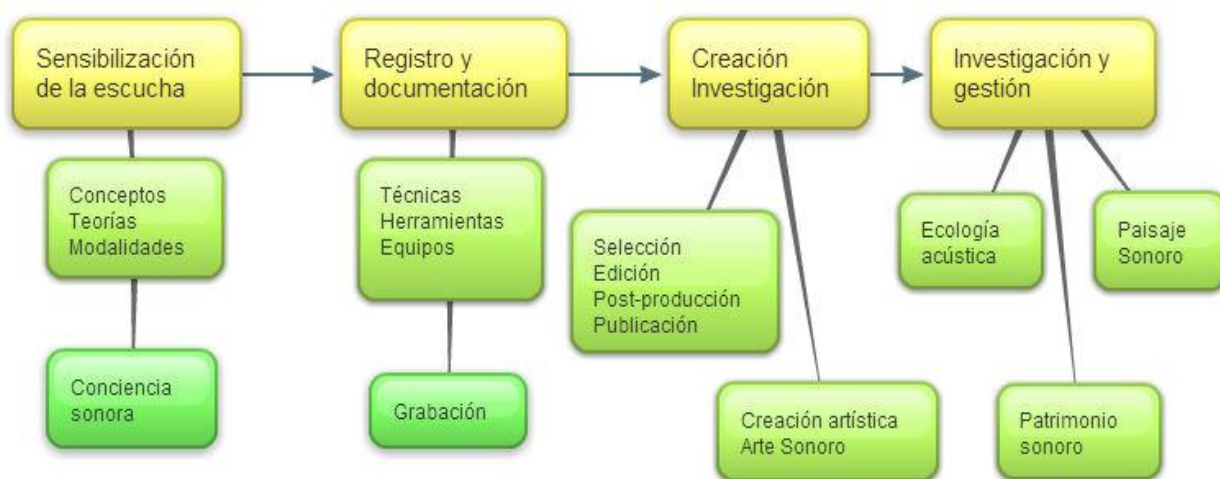 Sensibilización
de la escucha
Registro y
documentación
Creación
Investigación
Investigación y
gestión
Conceptos
Teorías
Modalidades
Técnicas
Herramientas
Equipos
Selección
Edición
Post-producción
Publicación
Ecología
acústica
Paisaje
Sonoro
Conciencia
sonora
Grabación
Creación artística
Arte Sonoro
Patrimonio
sonoro